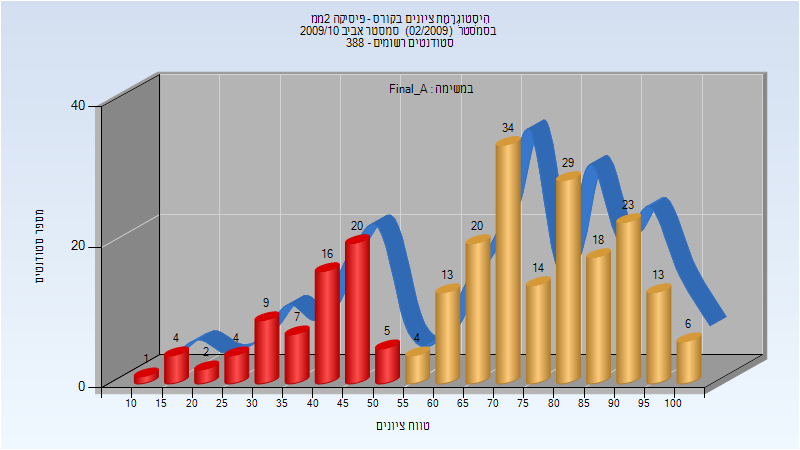 היסטוגרמת ציונים בקורס - פיסיקה 2ממ
בסמסטר (02/2009) סמסטר אביב 2009/10
סטודנטים רשומים - 388
במשימה : Final_A
מספר סטודנטים
40
20
0
1 4 2 4 9 7 16 20 5 4 13 20 34 14 29 18 23 13 6
10 15 20 25 30 35 40 45 50 55 60 65 70 75 80 85 90 95 100
טווח ציונים